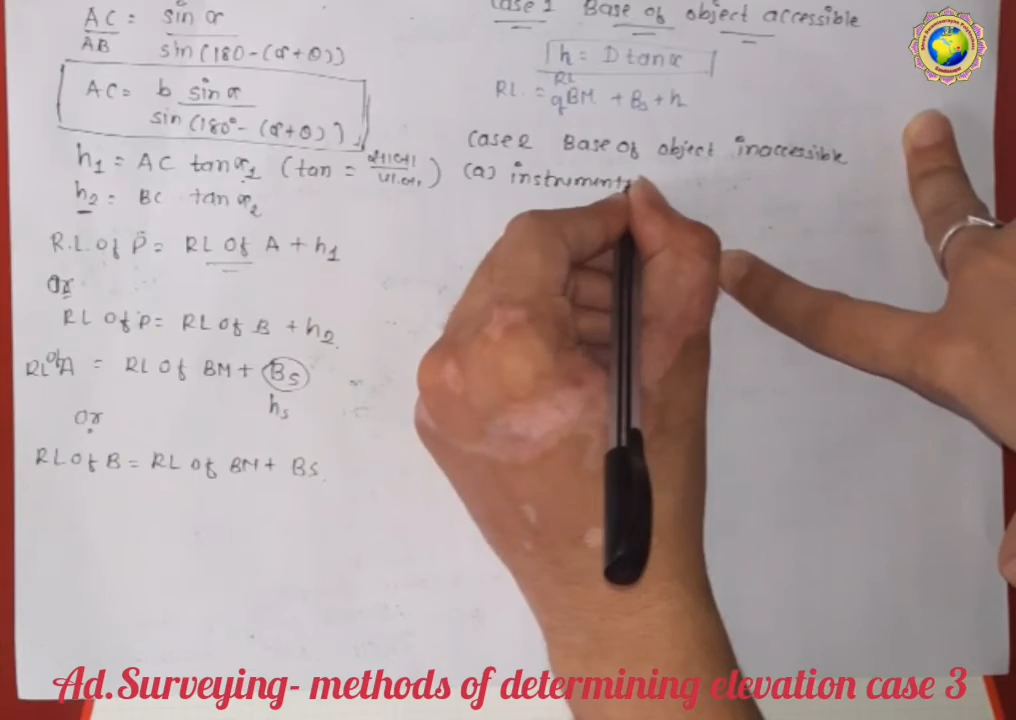 AC = sin α
AB sin(180-(α+θ))
AC = b sin α
sin(180°-(α+θ))
h1 = AC tan α1 (tan = સામેની)
h2 = BC tan α2
R.L. of P = RL of A + h1
Or
RL of P = RL of B + h2.
RL of A = RL of BM + BS
hs
Or
RL of B = RL of BM + BS.
Case 1 Base of object accessible
h = D tan α
RL
RL. = of BM + Bs + h
Case 2 Base of object inaccessible
(a) instrument
Ad.Surveying- methods of determining elevation case 3